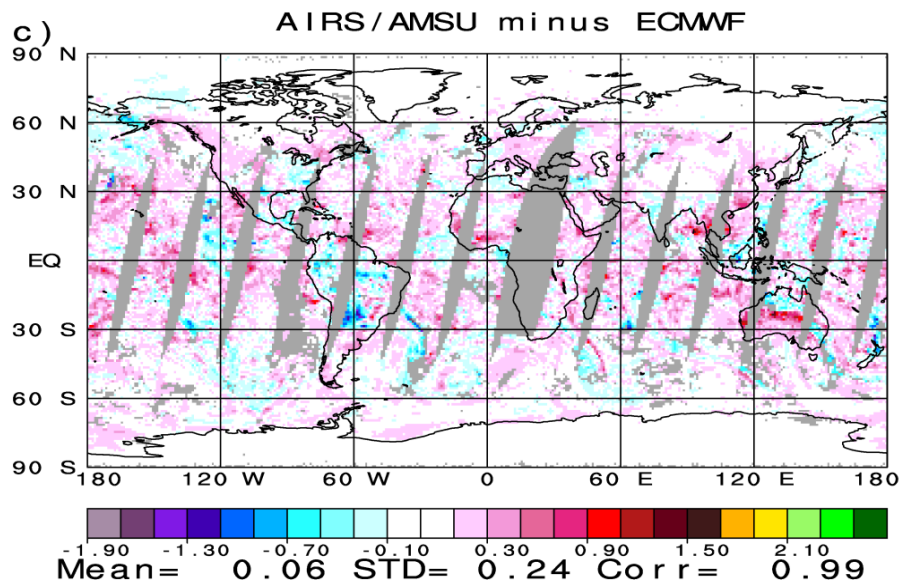 c)
AIRS/AMSU minus ECMWF
90 N
60 N
30 N
EQ
30 S
60 S
90 S
180 120 W 60 W 0 60 E 120 E 180
-1.90 -1.30 -0.70 -0.10 0.30 0.90 1.50 2.10
Mean= 0.06 STD= 0.24 Corr= 0.99